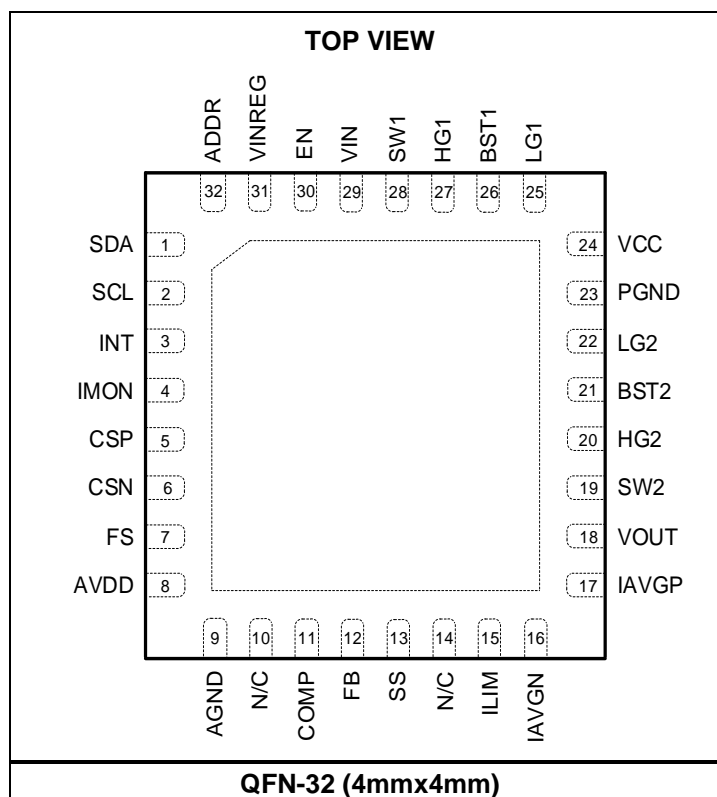 TOP VIEW
ADDR
VINREG
EN
VIN
SW1
HG1
BST1
LG1
32 31 30 29 28 27 26 25
SDA 1
SCL 2
INT 3
IMON 4
CSP 5
CSN 6
FS 7
AVDD 8
24 VCC
23 PGND
22 LG2
21 BST2
20 HG2
19 SW2
18 VOUT
17 IAVGP
9 10 11 12 13 14 15 16
AGND
N/C
COMP
FB
SS
N/C
ILIM
IAVGN
QFN-32 (4mmx4mm)